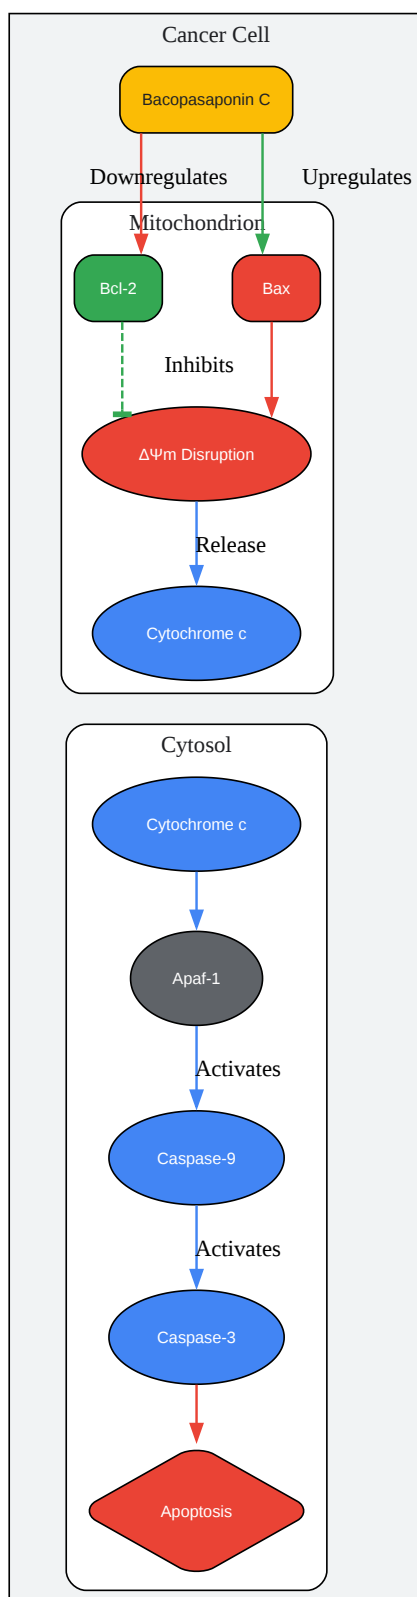 Cancer Cell
Bacopasaponin C
Downregulates
Upregulates
Mitochondrion
Bcl-2
Bax
Inhibits
ΔΨm Disruption
Release
Cytochrome c
Cytosol
Cytochrome c
Apaf-1
Activates
Caspase-9
Activates
Caspase-3
Apoptosis